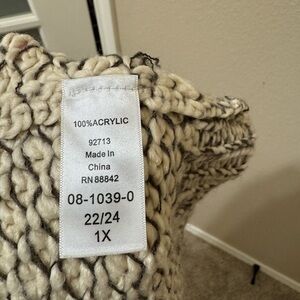 100%ACRYLIC
92713
Made In
China
RN 88842
08-1039-0
22/24
1X